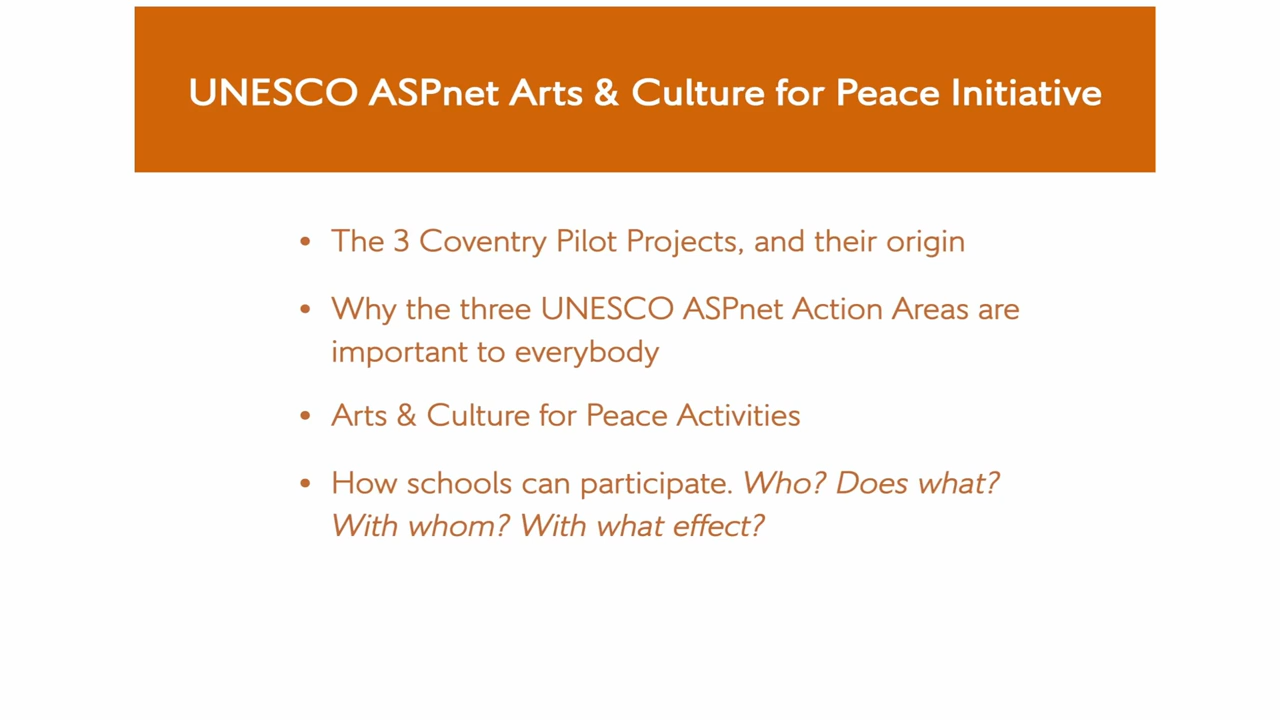 UNESCO ASPnet Arts & Culture for Peace Initiative
• The 3 Coventry Pilot Projects, and their origin
• Why the three UNESCO ASPnet Action Areas are
important to everybody
• Arts & Culture for Peace Activities
• How schools can participate. Who? Does what?
With whom? With what effect?